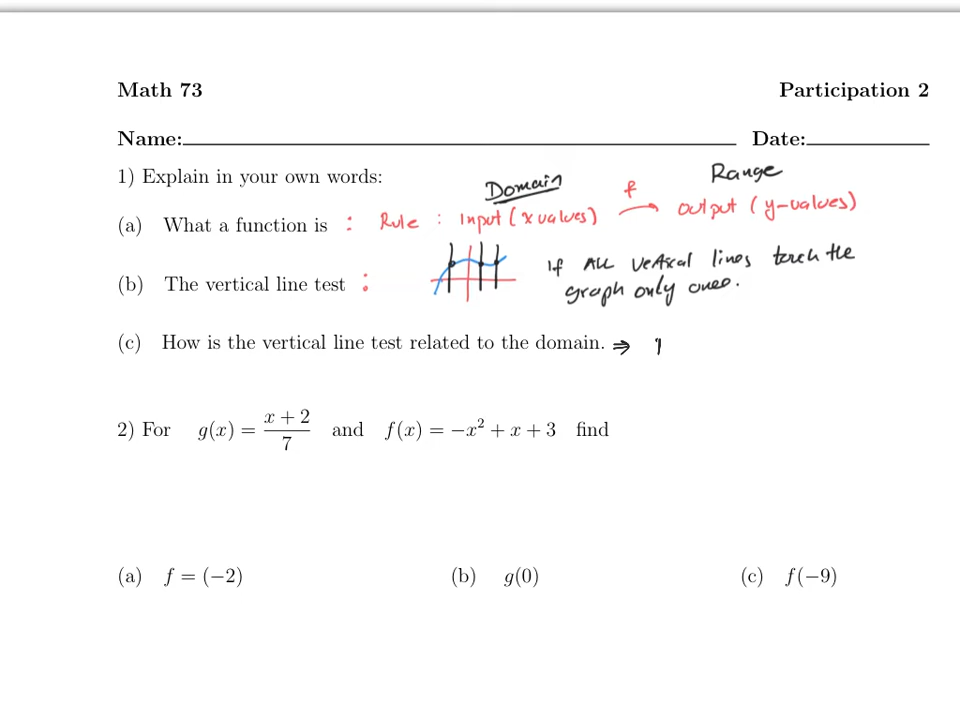 Math 73 Participation 2
Name: Date:
1) Explain in your own words: Domain f Range
(a) What a function is : Rule : Input (x values) → output (y-values)
(b) The vertical line test : If ALL vertical lines touch the
graph only once.
(c) How is the vertical line test related to the domain. ⇒
2) For g(x) = (x + 2)/7 and f(x) = −x² + x + 3 find
(a) f = (−2) (b) g(0) (c) f(−9)